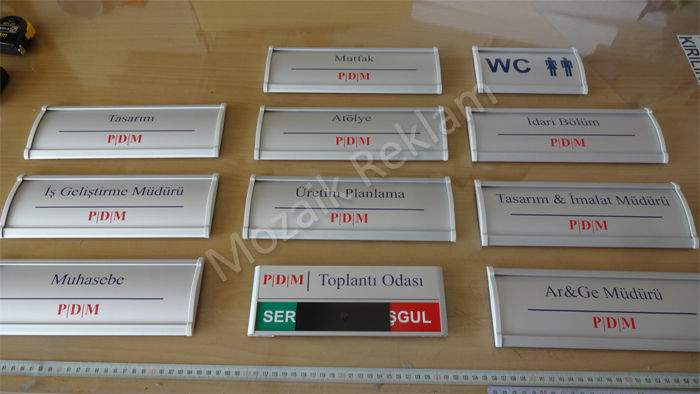 Mutfak
P|D|M
WC
Tasarım
P|D|M
Atölye
P|D|M
İdari Bölüm
P|D|M
İş Geliştirme Müdürü
P|D|M
Üretim Planlama
P|D|M
Tasarım & İmalat Müdürü
P|D|M
Muhasebe
P|D|M
P|D|M Toplantı Odası
SER ŞGUL
Ar&Ge Müdürü
P|D|M
Mozaik Reklam